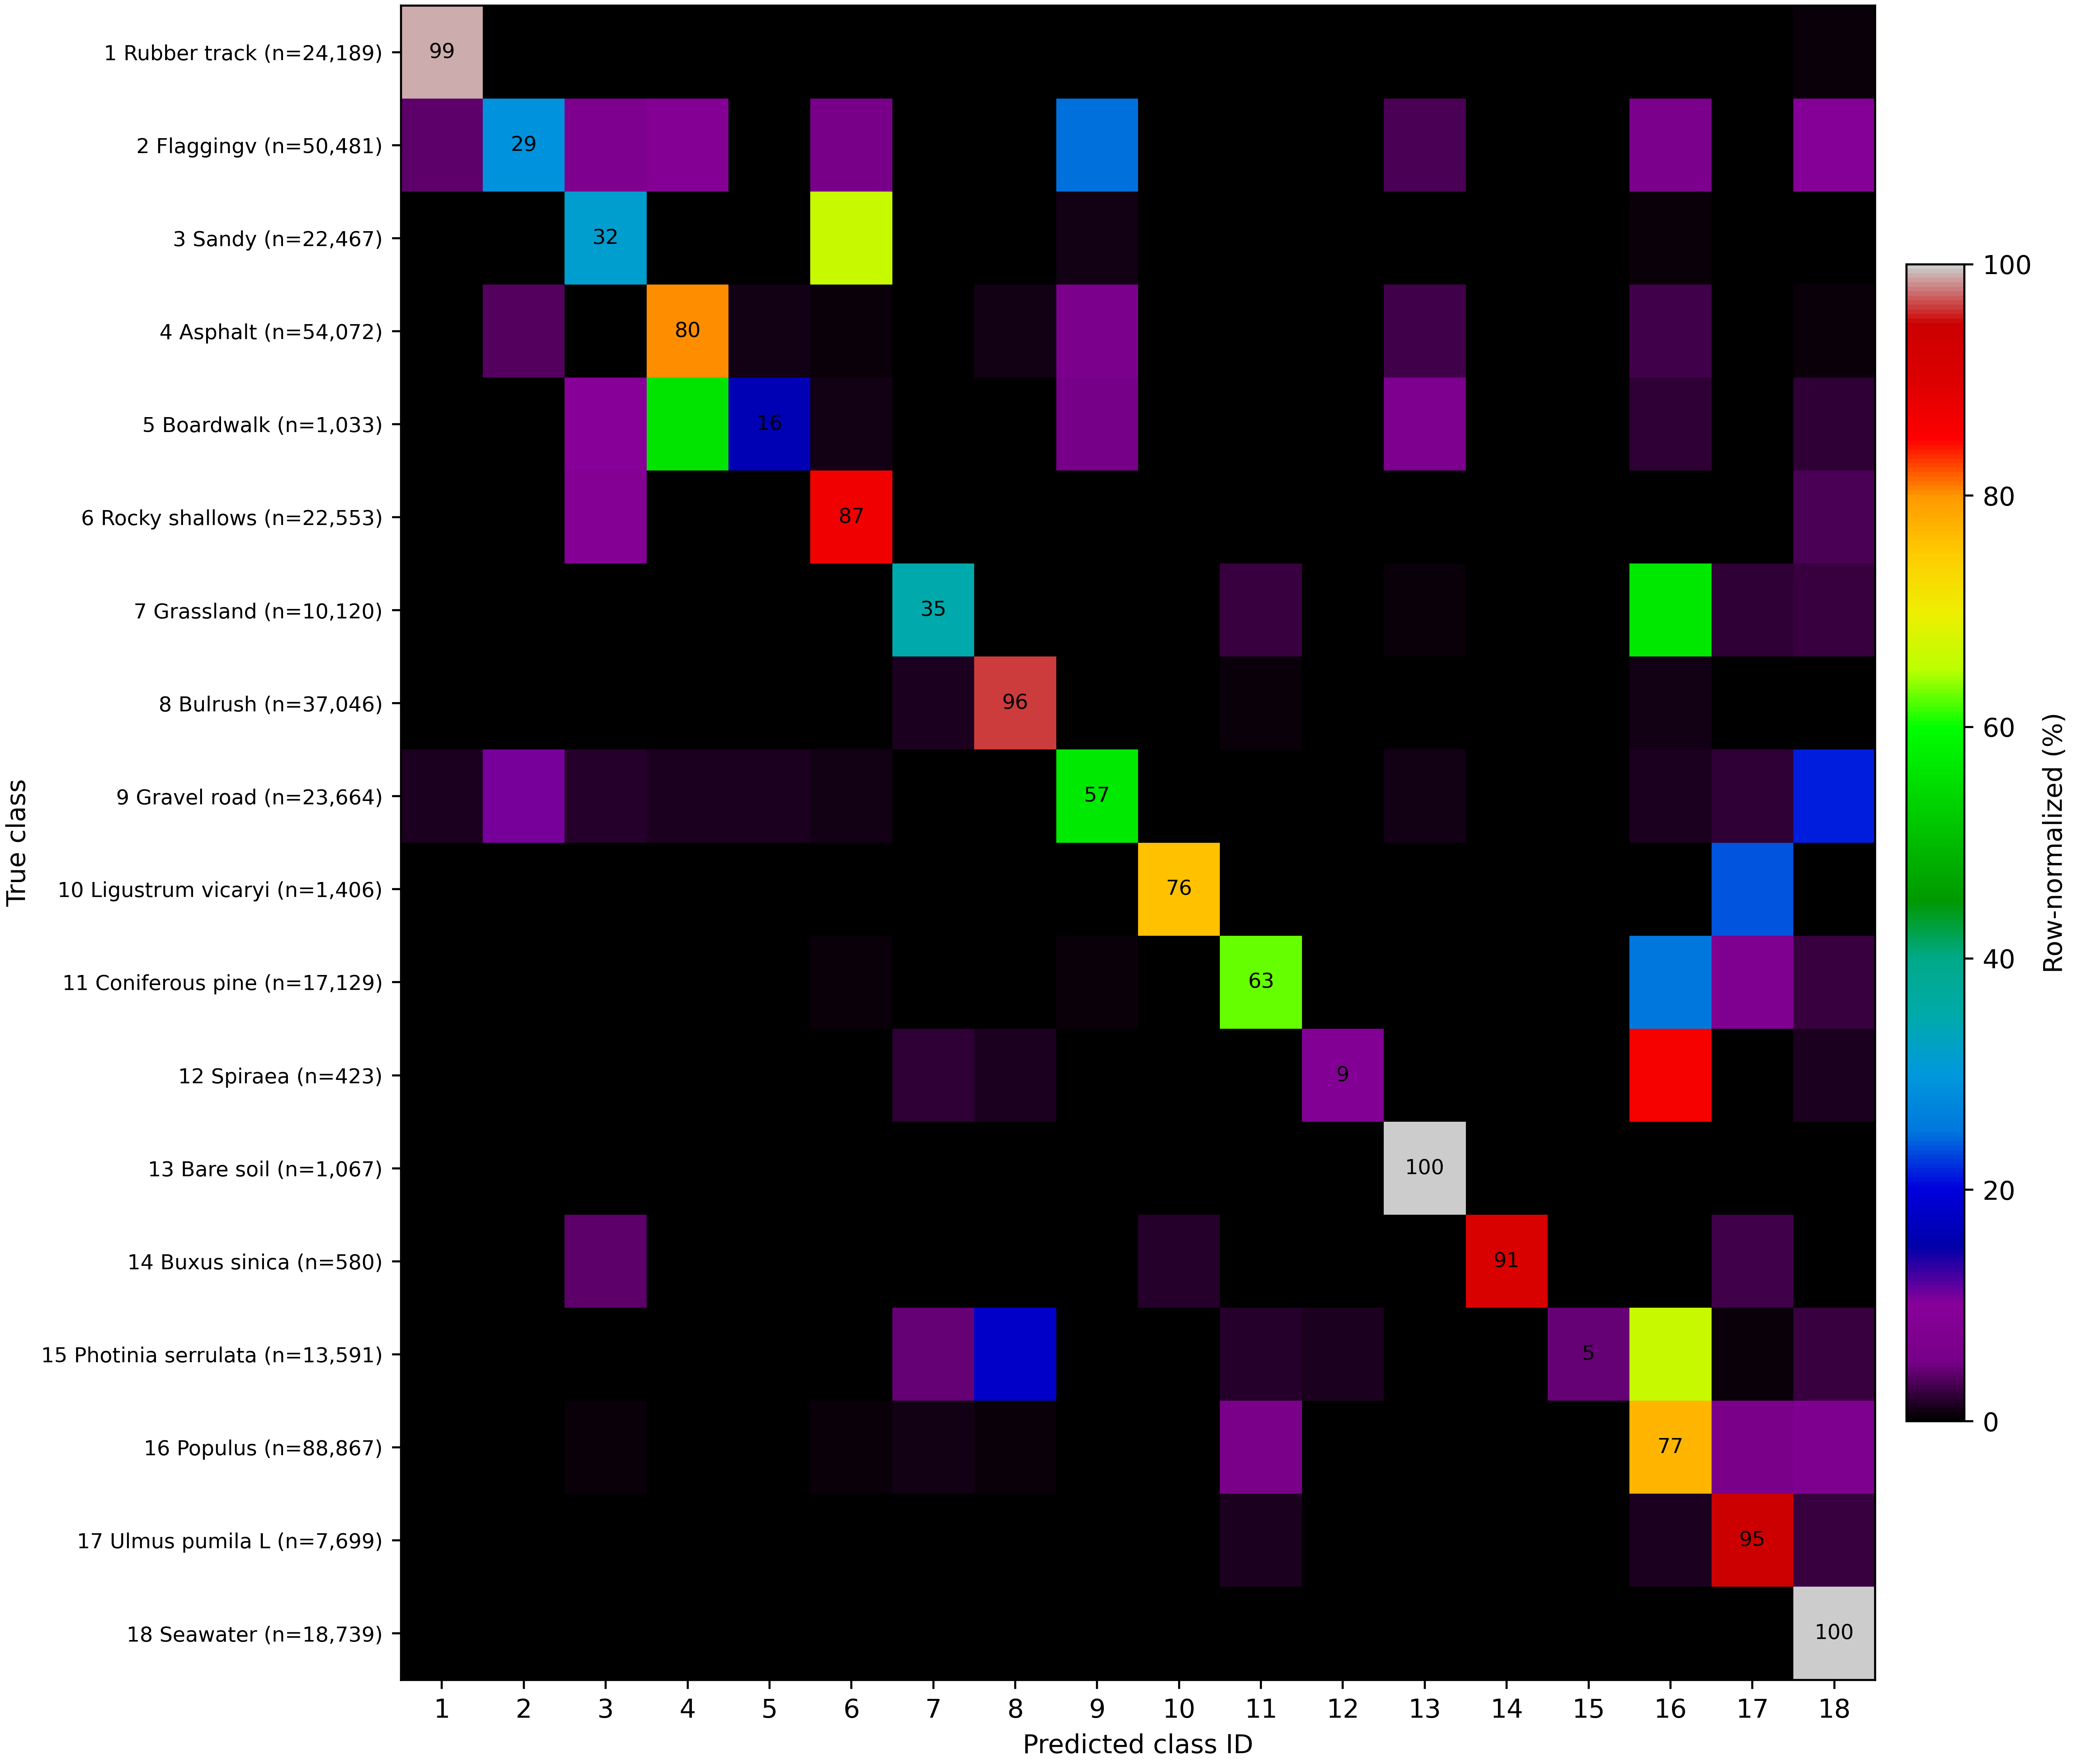 1 Rubber track (n=24,189)
99
2 Flaggingv (n=50,481)
29
3 Sandy (n=22,467)
32
4 Asphalt (n=54,072)
80
5 Boardwalk (n=1,033)
16
6 Rocky shallows (n=22,553)
87
7 Grassland (n=10,120)
35
8 Bulrush (n=37,046)
96
9 Gravel road (n=23,664)
57
10 Ligustrum vicaryi (n=1,406)
76
11 Coniferous pine (n=17,129)
63
12 Spiraea (n=423)
9
13 Bare soil (n=1,067)
100
14 Buxus sinica (n=580)
91
15 Photinia serrulata (n=13,591)
5
16 Populus (n=88,867)
77
17 Ulmus pumila L (n=7,699)
95
18 Seawater (n=18,739)
100
True class
1 2 3 4 5 6 7 8 9 10 11 12 13 14 15 16 17 18
Predicted class ID
100
80
60
40
20
0
Row-normalized (%)